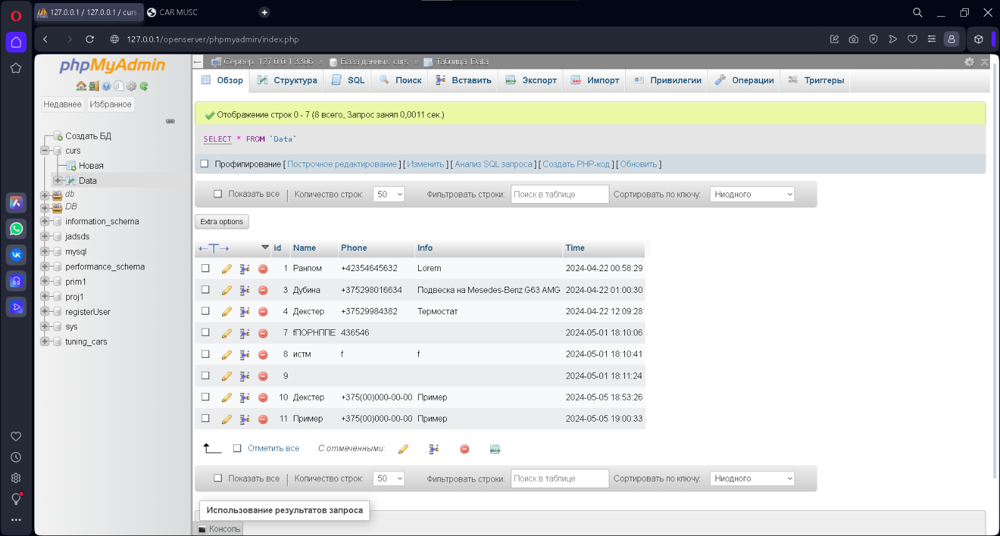 127.0.0.1 / 127.0.0.1 / curs
CAR MUSC
127.0.0.1/openserver/phpmyadmin/index.php
phpMyAdmin
Недавнее
Избранное
Создать БД
curs
Новая
Data
db
DB
information_schema
jadsds
mysql
performance_schema
prim1
proj1
registerUser
sys
tuning_cars
Сервер: 127.0.0.1:3306 » База данных: curs » Таблица: Data
Обзор Структура SQL Поиск Вставить Экспорт Импорт Привилегии Операции Триггеры
Отображение строк 0 - 7 (8 всего, Запрос занял 0,0011 сек.)
SELECT * FROM `Data`
Профилирование [ Построчное редактирование ] [ Изменить ] [ Анализ SQL запроса ] [ Создать PHP-код ] [ Обновить ]
Показать все | Количество строк: 50 Фильтровать строки: Поиск в таблице Сортировать по ключу: Ниодного
Extra options
←T→ id Name Phone Info Time
1 Ранпом +42354645632 Lorem 2024-04-22 00:58:29
3 Дубина +375298016634 Подвеска на Mesedes-Benz G63 AMG 2024-04-22 01:00:30
4 Декстер +37529984382 Термостат 2024-04-22 12:09:28
7 fПОРНППЕ 436546 2024-05-01 18:10:06
8 истм f f 2024-05-01 18:10:41
9 2024-05-01 18:11:24
10 Декстер +375(00)000-00-00 Пример 2024-05-05 18:53:26
11 Пример +375(00)000-00-00 Пример 2024-05-05 19:00:33
Отметить все С отмеченными:
Показать все | Количество строк: 50 Фильтровать строки: Поиск в таблице Сортировать по ключу: Ниодного
Использование результатов запроса
Консоль